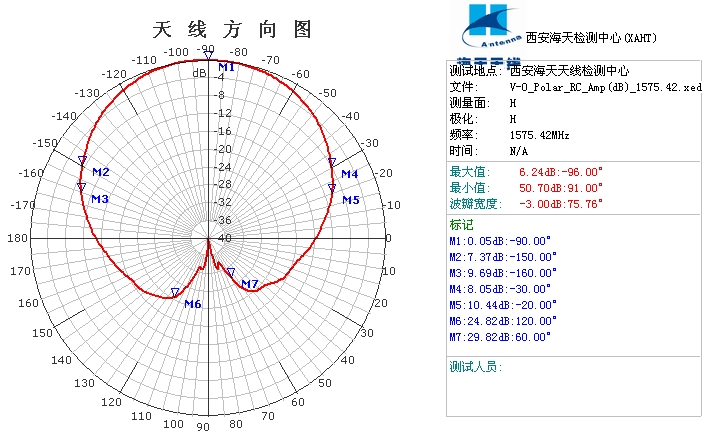 天线方向图
-90
-100
-80
-110
-70
-120
-60
-130
-50
-140
-40
-150
-30
-160
-20
-170
-10
180
0
170
10
160
20
150
30
140
40
130
50
120
60
110
70
100
80
90
dB
-4
-8
-12
-16
-20
-24
-28
-32
-36
-40
M1
M2
M3
M4
M5
M6
M7
Antenna
海天天线
西安海天检测中心(XAHT)
测试地点: 西安海天天线检测中心
文件: V-O_Polar_RC_Amp(dB)_1575.42.xed
测量面: H
极化: H
频率: 1575.42MHz
时间: N/A
最大值: 6.24dB:-96.00°
最小值: 50.70dB:91.00°
波瓣宽度: -3.00dB:75.76°
标记
M1:0.05dB:-90.00°
M2:7.37dB:-150.00°
M3:9.69dB:-160.00°
M4:8.05dB:-30.00°
M5:10.44dB:-20.00°
M6:24.82dB:120.00°
M7:29.82dB:60.00°
测试人员: